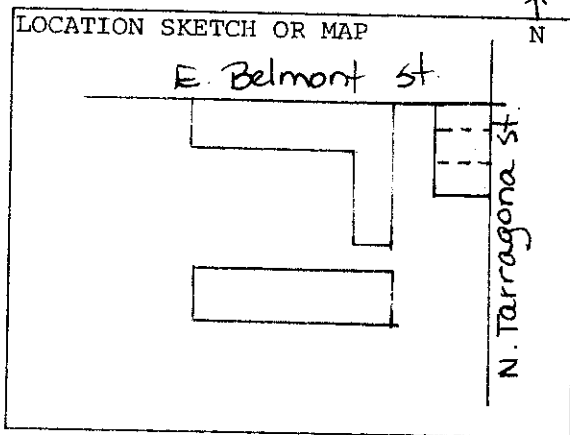 LOCATION SKETCH OR MAP
N
E. Belmont St.
N. Tarragona St.